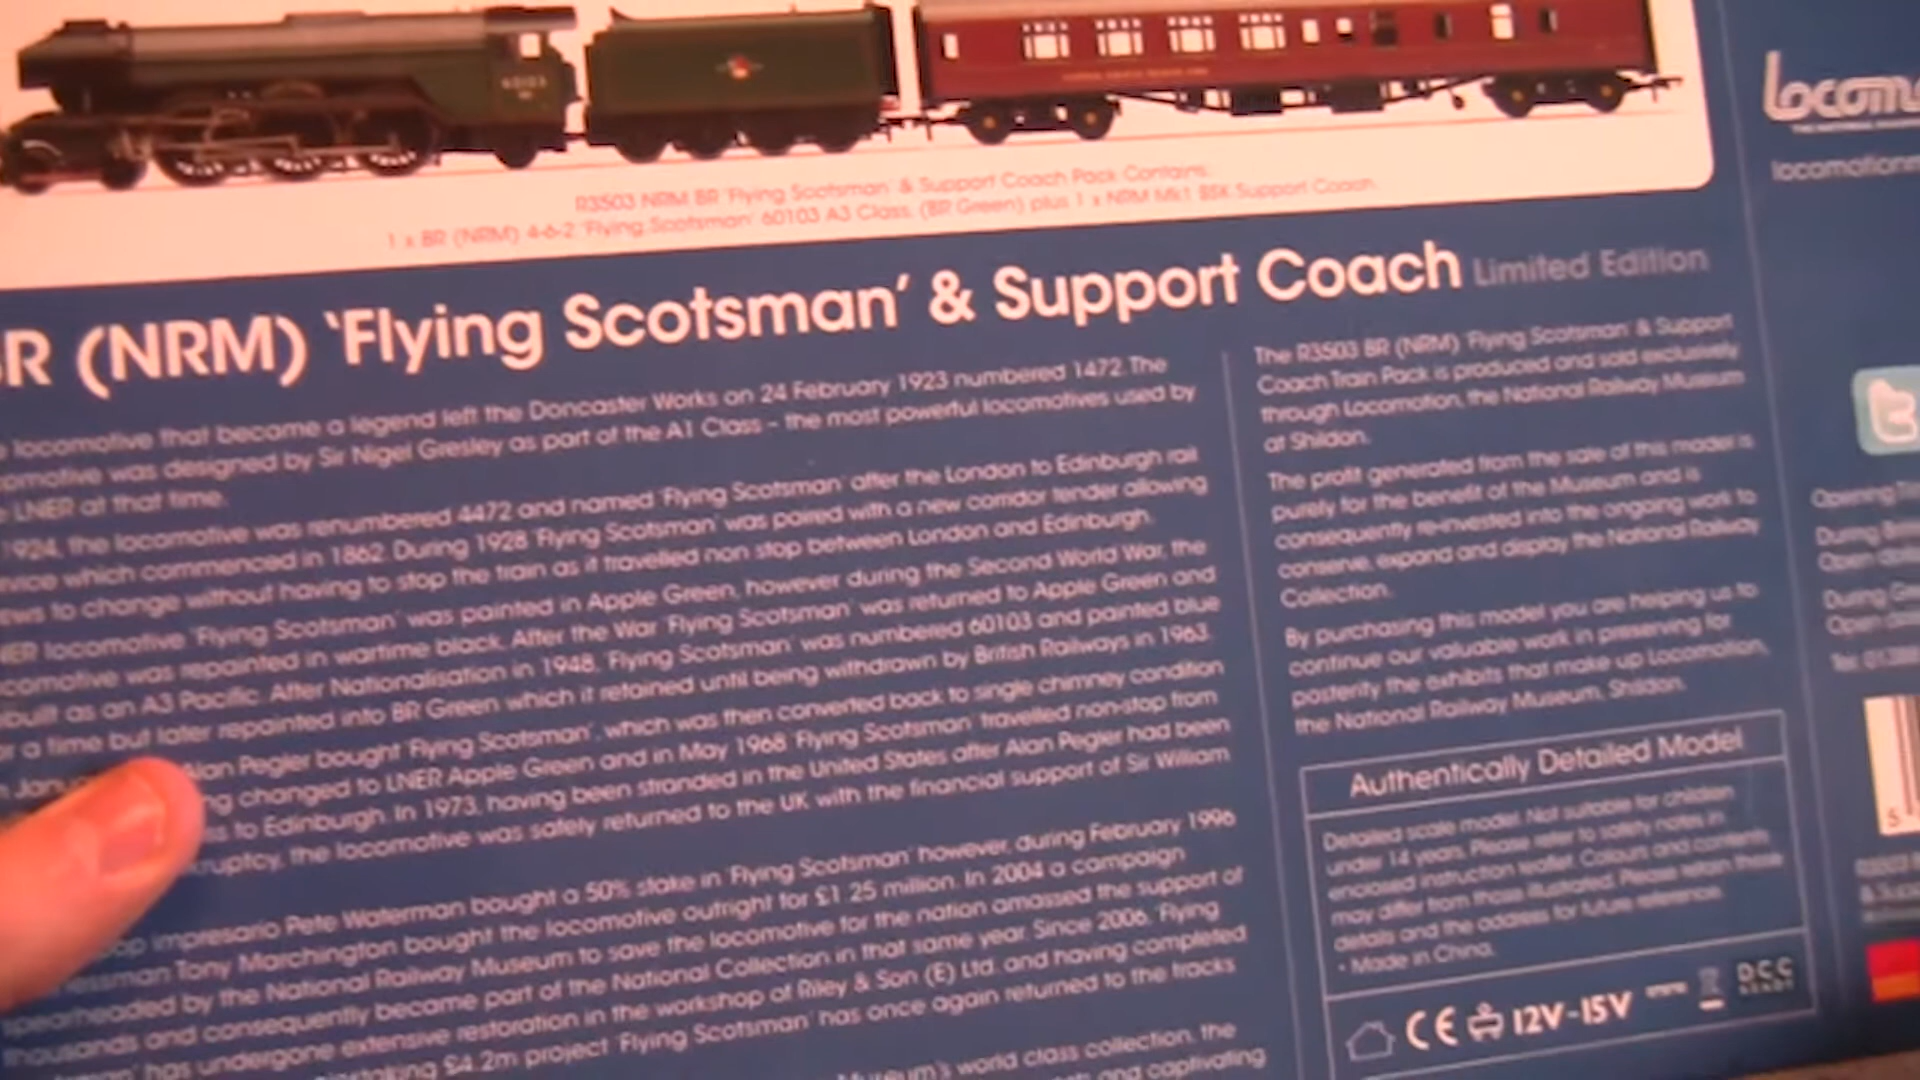 R3503 NRM BR 'Flying Scotsman' & Support Coach Pack Contains:
1 x BR (NRM) 4-6-2 'Flying Scotsman' 60103 A3 Class, (BR Green) plus 1 x NRM Mk1 BSK Support Coach.
BR (NRM) 'Flying Scotsman' & Support Coach Limited Edition
locomotive that became a legend left the Doncaster Works on 24 February 1923 numbered 1472. The
was designed by Sir Nigel Gresley as part of the A1 Class – the most powerful locomotives used by
LNER at that time.
1924, the locomotive was renumbered 4472 and named 'Flying Scotsman' after the London to Edinburgh rail
which commenced in 1862. During 1928 'Flying Scotsman' was paired with a new corridor tender allowing
to change without having to stop the train as it travelled non stop between London and Edinburgh.
locomotive 'Flying Scotsman' was painted in Apple Green, however during the Second World War, the
was repainted in wartime black. After the War 'Flying Scotsman' was returned to Apple Green and
as an A3 Pacific. After Nationalisation in 1948, 'Flying Scotsman' was numbered 60103 and painted blue
a time but later repainted into BR Green which it retained until being withdrawn by British Railways in 1963.
Alan Pegler bought 'Flying Scotsman', which was then converted back to single chimney condition
changed to LNER Apple Green and in May 1968 'Flying Scotsman' travelled non-stop from
to Edinburgh. In 1973, having been stranded in the United States after Alan Pegler had been
the locomotive was safely returned to the UK with the financial support of Sir William
impresario Pete Waterman bought a 50% stake in 'Flying Scotsman' however, during February 1996
Tony Marchington bought the locomotive outright for £1.25 million. In 2004 a campaign
spearheaded by the National Railway Museum to save the locomotive for the nation amassed the support of
thousands and consequently became part of the National Collection in that same year. Since 2006, 'Flying
has undergone extensive restoration in the workshop of Riley & Son (E) Ltd. and having completed
£4.2m project 'Flying Scotsman' has once again returned to the tracks
Museum's world class collection, the
and captivating
The R3503 BR (NRM) 'Flying Scotsman' & Support
Coach Train Pack is produced and sold exclusively
through Locomotion, the National Railway Museum
at Shildon.
The profit generated from the sale of this model is
purely for the benefit of the Museum and is
consequently re-invested into the ongoing work to
conserve, expand and display the National Railway
Collection.
By purchasing this model you are helping us to
continue our valuable work in preserving for
posterity the exhibits that make up Locomotion,
the National Railway Museum, Shildon.
Authentically Detailed Model
Detailed scale model. Not suitable for children
under 14 years. Please refer to safety notes in
enclosed instruction leaflet. Colours and contents
may differ from those illustrated. Please retain these
details and the address for future reference.
• Made in China.
CE 12V-15V
DCC
READY